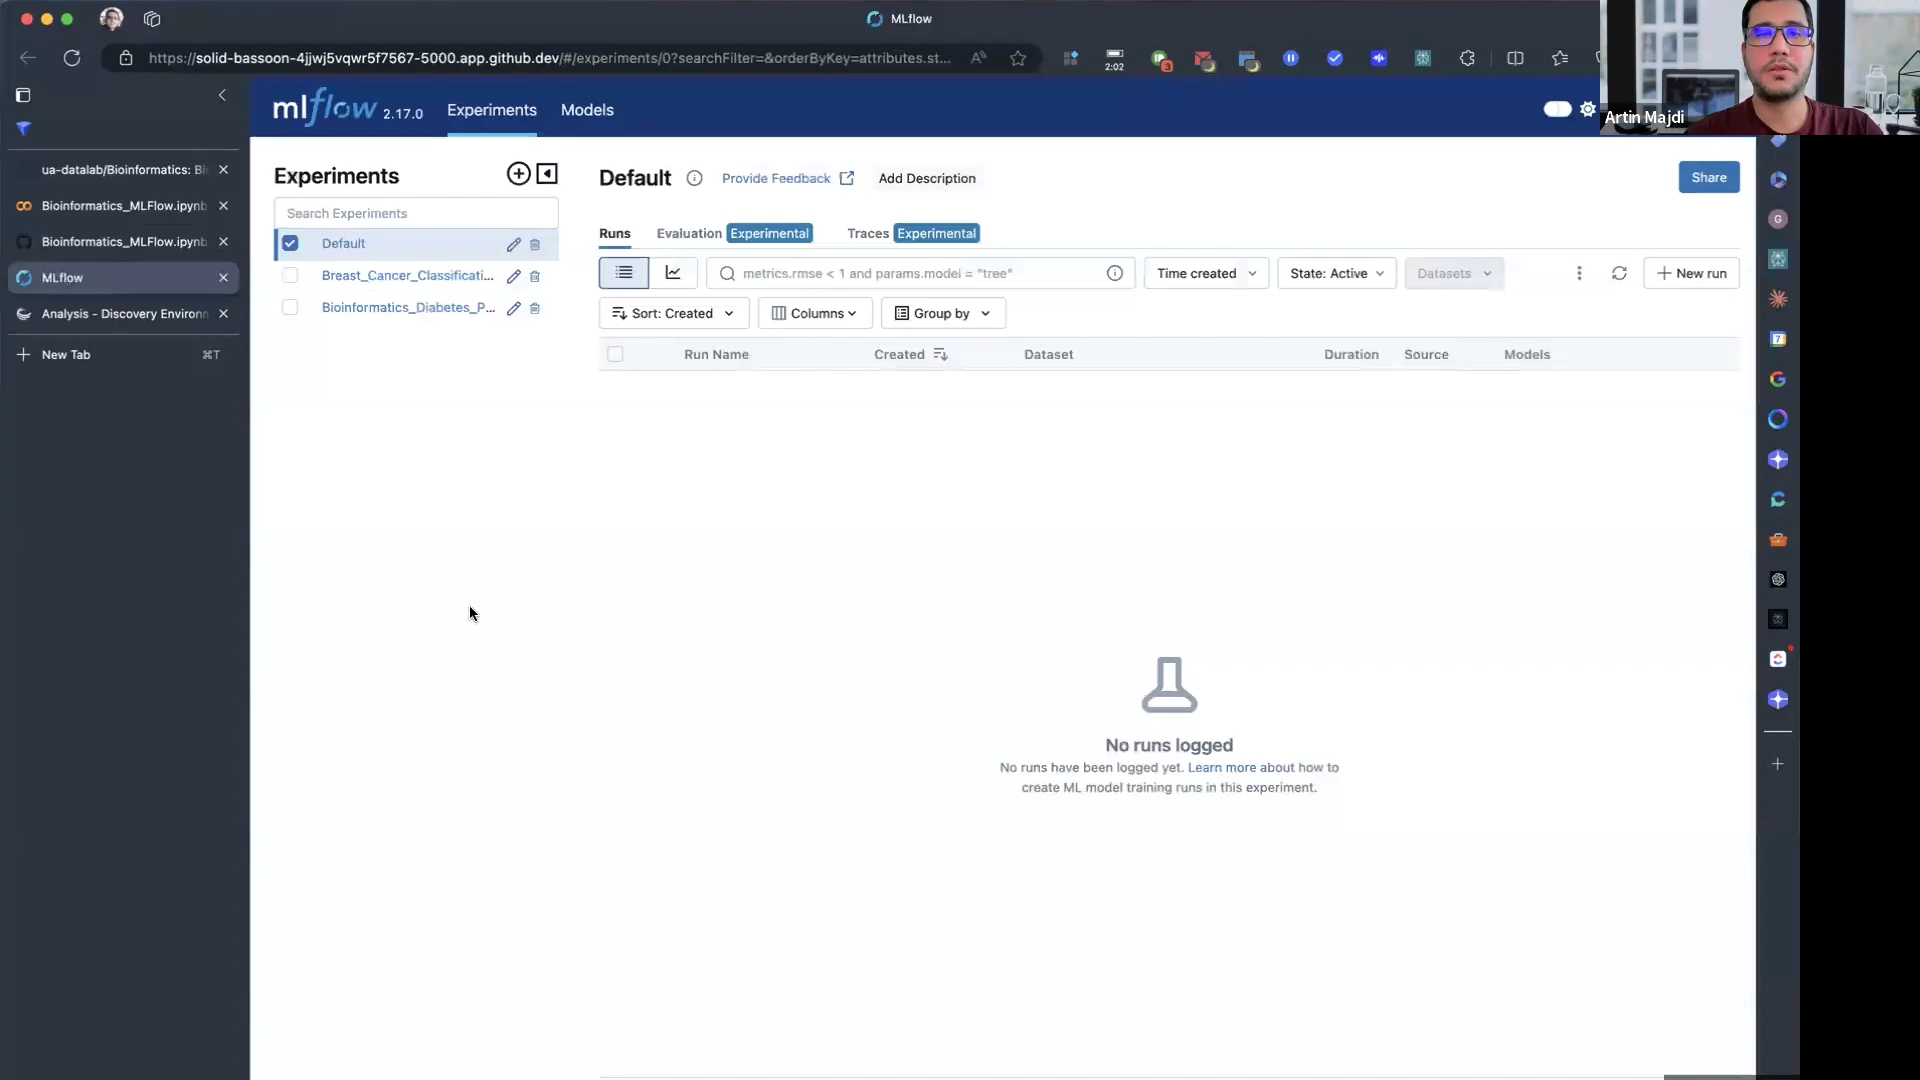 MLflow
https://solid-bassoon-4jjwj5vqwr5f7567-5000.app.github.dev/#/experiments/0?searchFilter=&orderByKey=attributes.st...
2:02
3
Artin Majdi
mlflow 2.17.0
Experiments
Models
ua-datalab/Bioinformatics: Bi
Bioinformatics_MLFlow.ipynb
Bioinformatics_MLFlow.ipynb
MLflow
Analysis - Discovery Environ
New Tab
⌘T
Experiments
Search Experiments
Default
Breast_Cancer_Classificati...
Bioinformatics_Diabetes_P...
Default
Provide Feedback
Add Description
Share
Runs
Evaluation Experimental
Traces Experimental
metrics.rmse < 1 and params.model = "tree"
Time created
State: Active
Datasets
New run
Sort: Created
Columns
Group by
Run Name
Created
Dataset
Duration
Source
Models
No runs logged
No runs have been logged yet. Learn more about how to
create ML model training runs in this experiment.